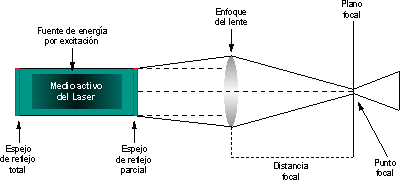 Fuente de energía
por excitación
Enfoque
del lente
Plano
focal
Medio activo
del Laser
Espejo
de reflejo
total
Espejo
de reflejo
parcial
Distancia
focal
Punto
focal